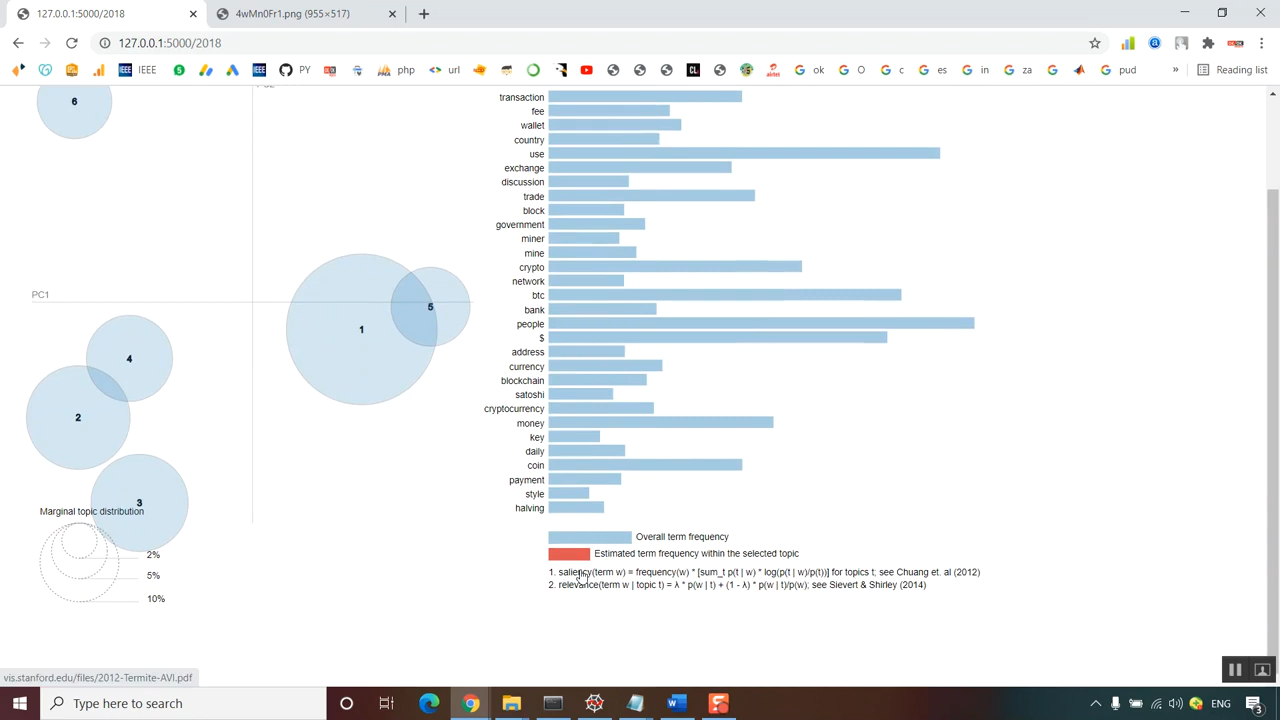 127.0.0.1:5000/2018
4wMn0Fr1.png (955×517)
127.0.0.1:5000/2018
IEEE
IEEE
PY
php
url
CL
airtel
ok
O
c
es
in
za
pud
»
Reading list
6
PC2
PC1
4
2
3
1
5
Marginal topic distribution
2%
5%
10%
transaction
fee
wallet
country
use
exchange
discussion
trade
block
government
miner
mine
crypto
network
btc
bank
people
$
address
currency
blockchain
satoshi
cryptocurrency
money
key
daily
coin
payment
style
halving
Overall term frequency
Estimated term frequency within the selected topic
1. saliency(term w) = frequency(w) * [sum_t p(t | w) * log(p(t | w)/p(t))] for topics t; see Chuang et. al (2012)
2. relevance(term w | topic t) = λ * p(w | t) + (1 - λ) * p(w | t)/p(w); see Sievert & Shirley (2014)
vis.stanford.edu/files/2012-Termite-AVI.pdf
Type here to search
ENG
3